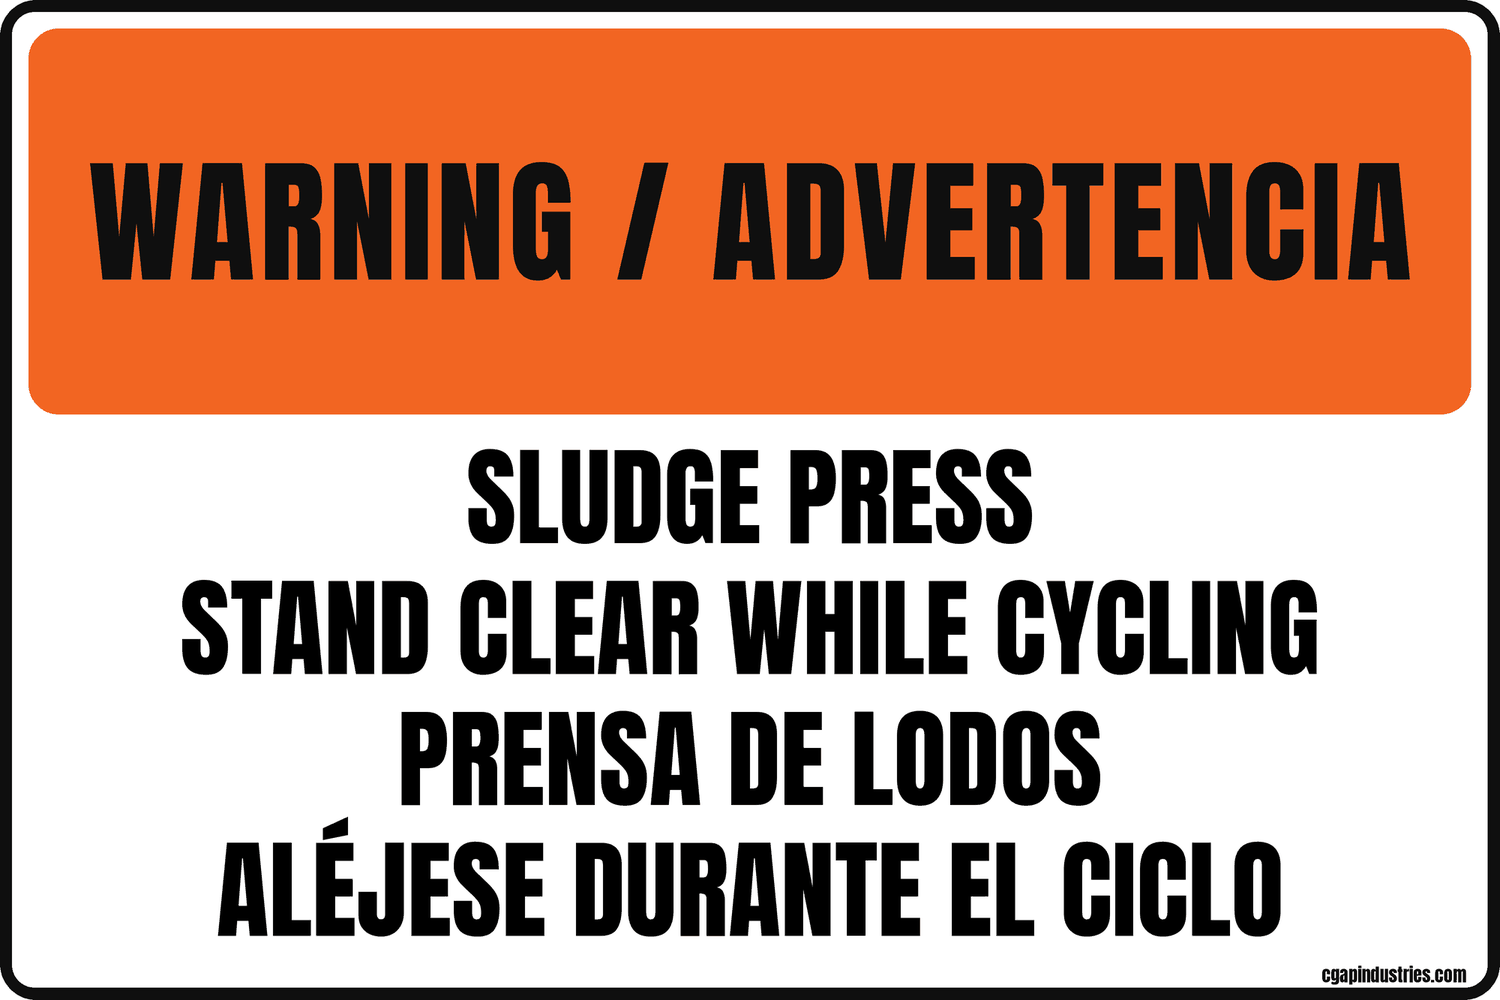 WARNING / ADVERTENCIA
SLUDGE PRESS
STAND CLEAR WHILE CYCLING
PRENSA DE LODOS
ALÉJESE DURANTE EL CICLO
cgapindustries.com